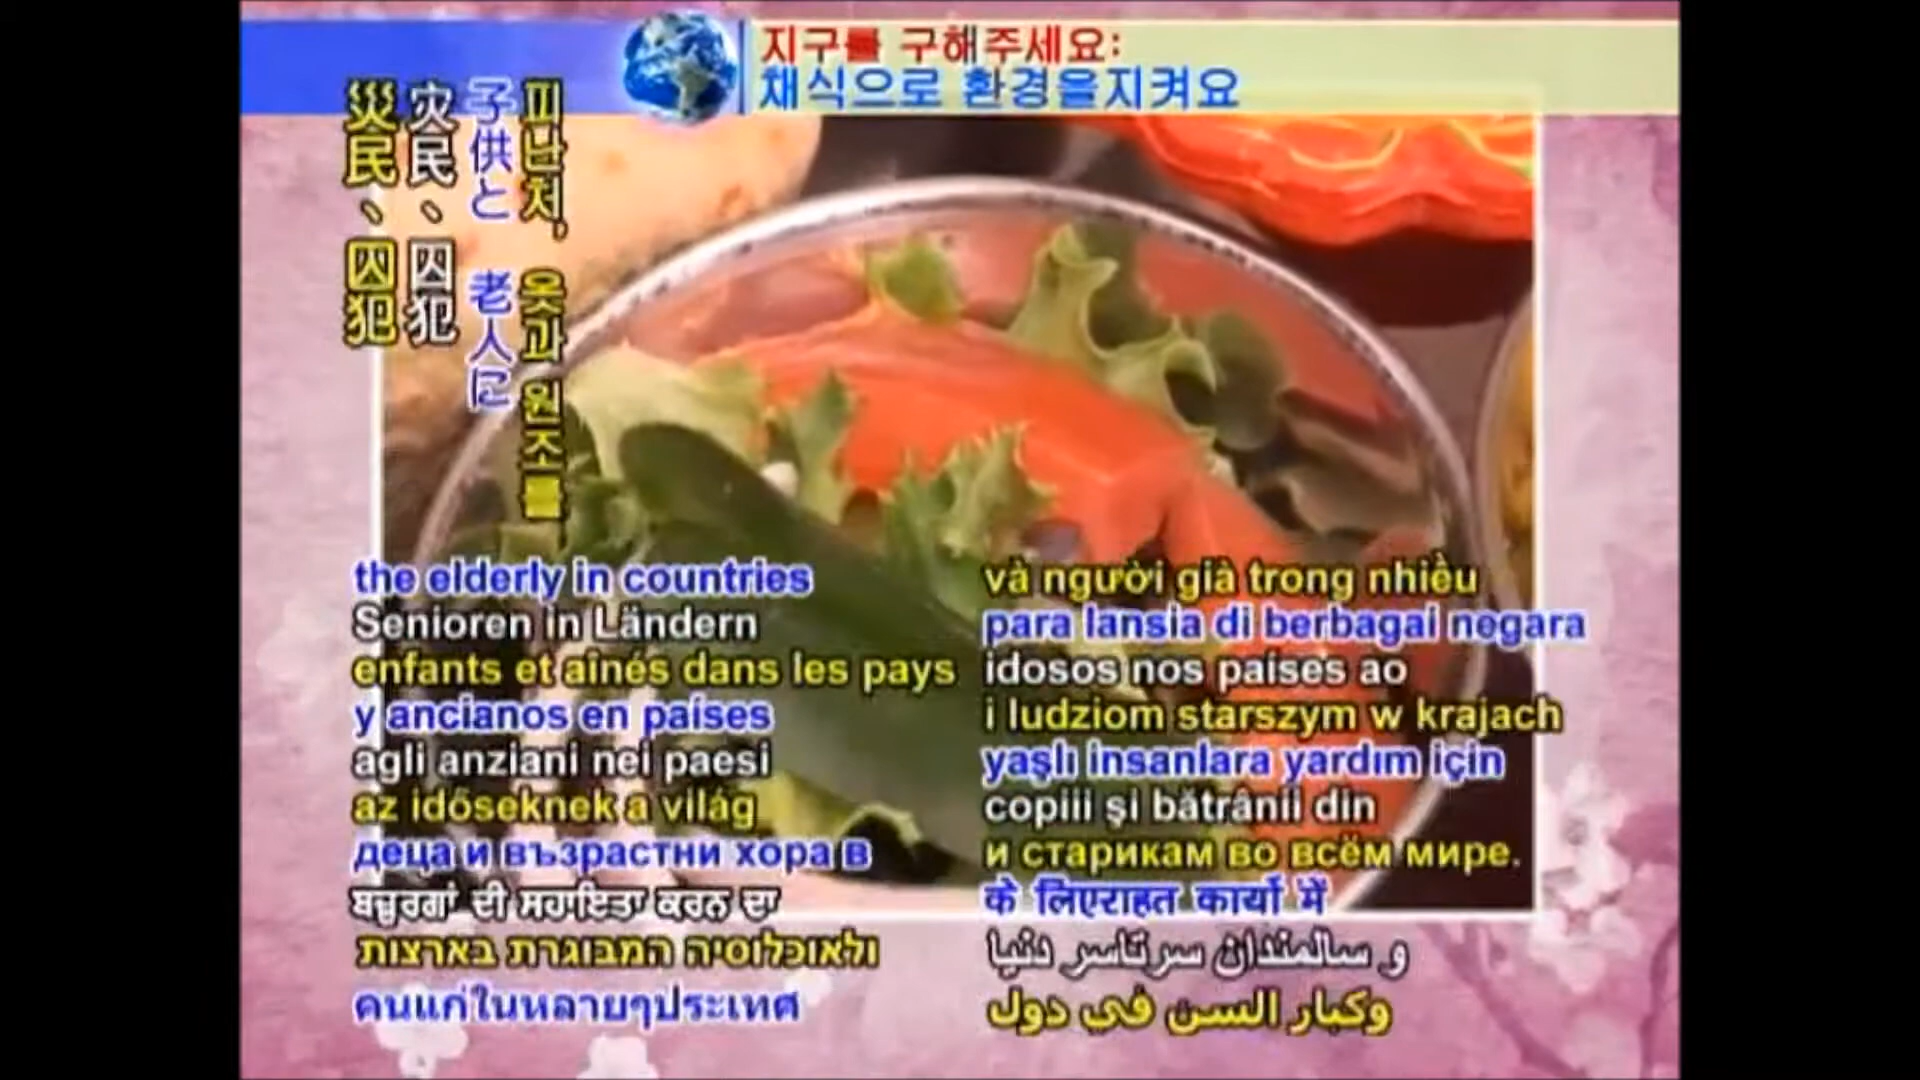 지구를 구해주세요:
채식으로 환경을지켜요
災民、囚犯
灾民、囚犯
子供と 老人に
피난처, 옷과 원조를
the elderly in countries
Senioren in Ländern
enfants et aînés dans les pays
y ancianos en países
agli anziani nei paesi
az időseknek a világ
деца и възрастни хора в
ਬਜ਼ੁਰਗਾਂ ਦੀ ਸਹਾਇਤਾ ਕਰਨ ਦਾ
ולאוכלוסיה המבוגרת בארצות
คนแก่ในหลายๆประเทศ
và người già trong nhiều
para lansia di berbagai negara
idosos nos países ao
i ludziom starszym w krajach
yaşlı insanlara yardım için
copiii şi bătrânii din
и старикам во всём мире.
के लिएराहत कार्यों में
و سالمندان سرتاسر دنیا
وكبار السن في دول